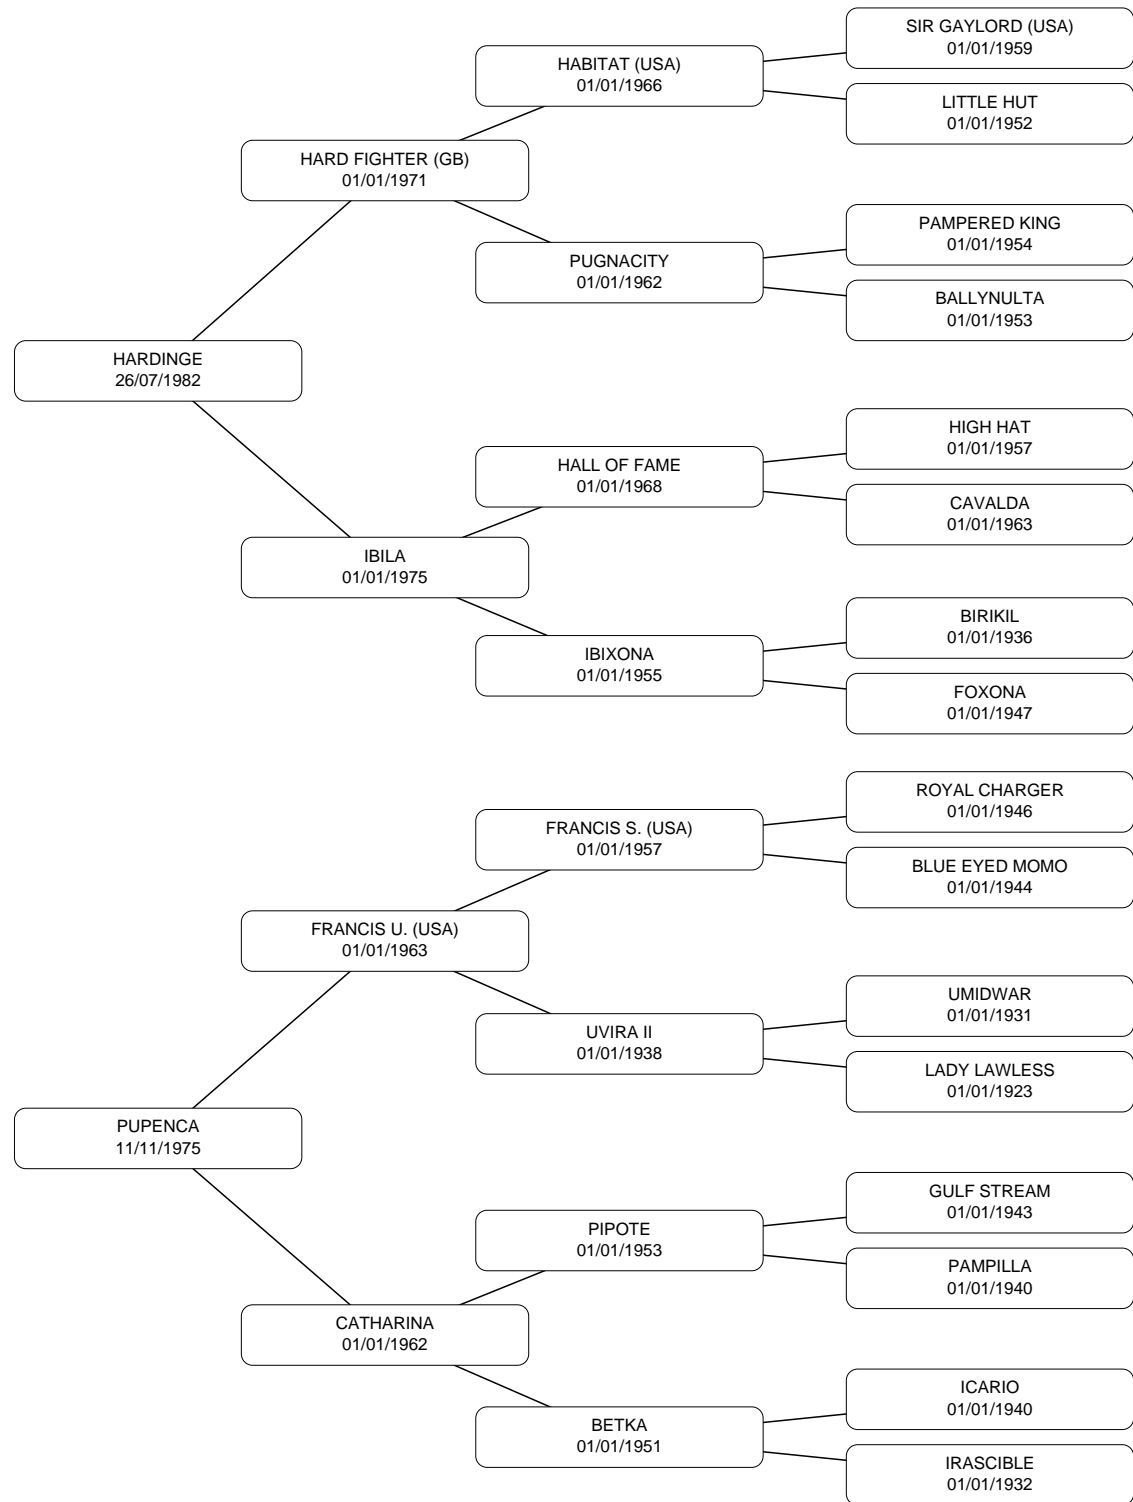 SIR GAYLORD (USA)
01/01/1959
HABITAT (USA)
01/01/1966
LITTLE HUT
01/01/1952
HARD FIGHTER (GB)
01/01/1971
PAMPERED KING
01/01/1954
PUGNACITY
01/01/1962
BALLYNULTA
01/01/1953
HARDINGE
26/07/1982
HIGH HAT
01/01/1957
HALL OF FAME
01/01/1968
CAVALDA
01/01/1963
IBILA
01/01/1975
BIRIKIL
01/01/1936
IBIXONA
01/01/1955
FOXONA
01/01/1947
ROYAL CHARGER
01/01/1946
FRANCIS S. (USA)
01/01/1957
BLUE EYED MOMO
01/01/1944
FRANCIS U. (USA)
01/01/1963
UMIDWAR
01/01/1931
UVIRA II
01/01/1938
LADY LAWLESS
01/01/1923
PUPENCA
11/11/1975
GULF STREAM
01/01/1943
PIPOTE
01/01/1953
PAMPILLA
01/01/1940
CATHARINA
01/01/1962
ICARIO
01/01/1940
BETKA
01/01/1951
IRASCIBLE
01/01/1932